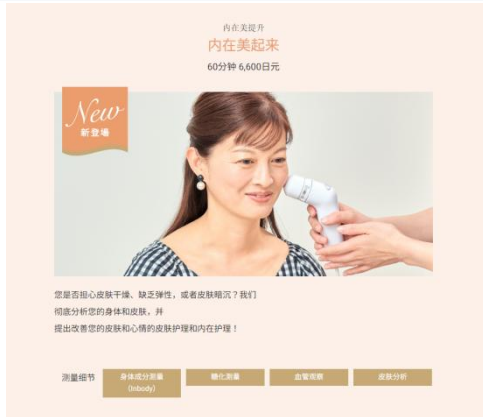 内在美提升
内在美起来
60分钟 6,600日元
New
新登場
您是否担心皮肤干燥、缺乏弹性，或者皮肤暗沉？我们
彻底分析您的身体和皮肤，并
提出改善您的皮肤和心情的皮肤护理和内在护理！
测量细节
身体成分测量
（Inbody）
糖化测量
血管观察
皮肤分析